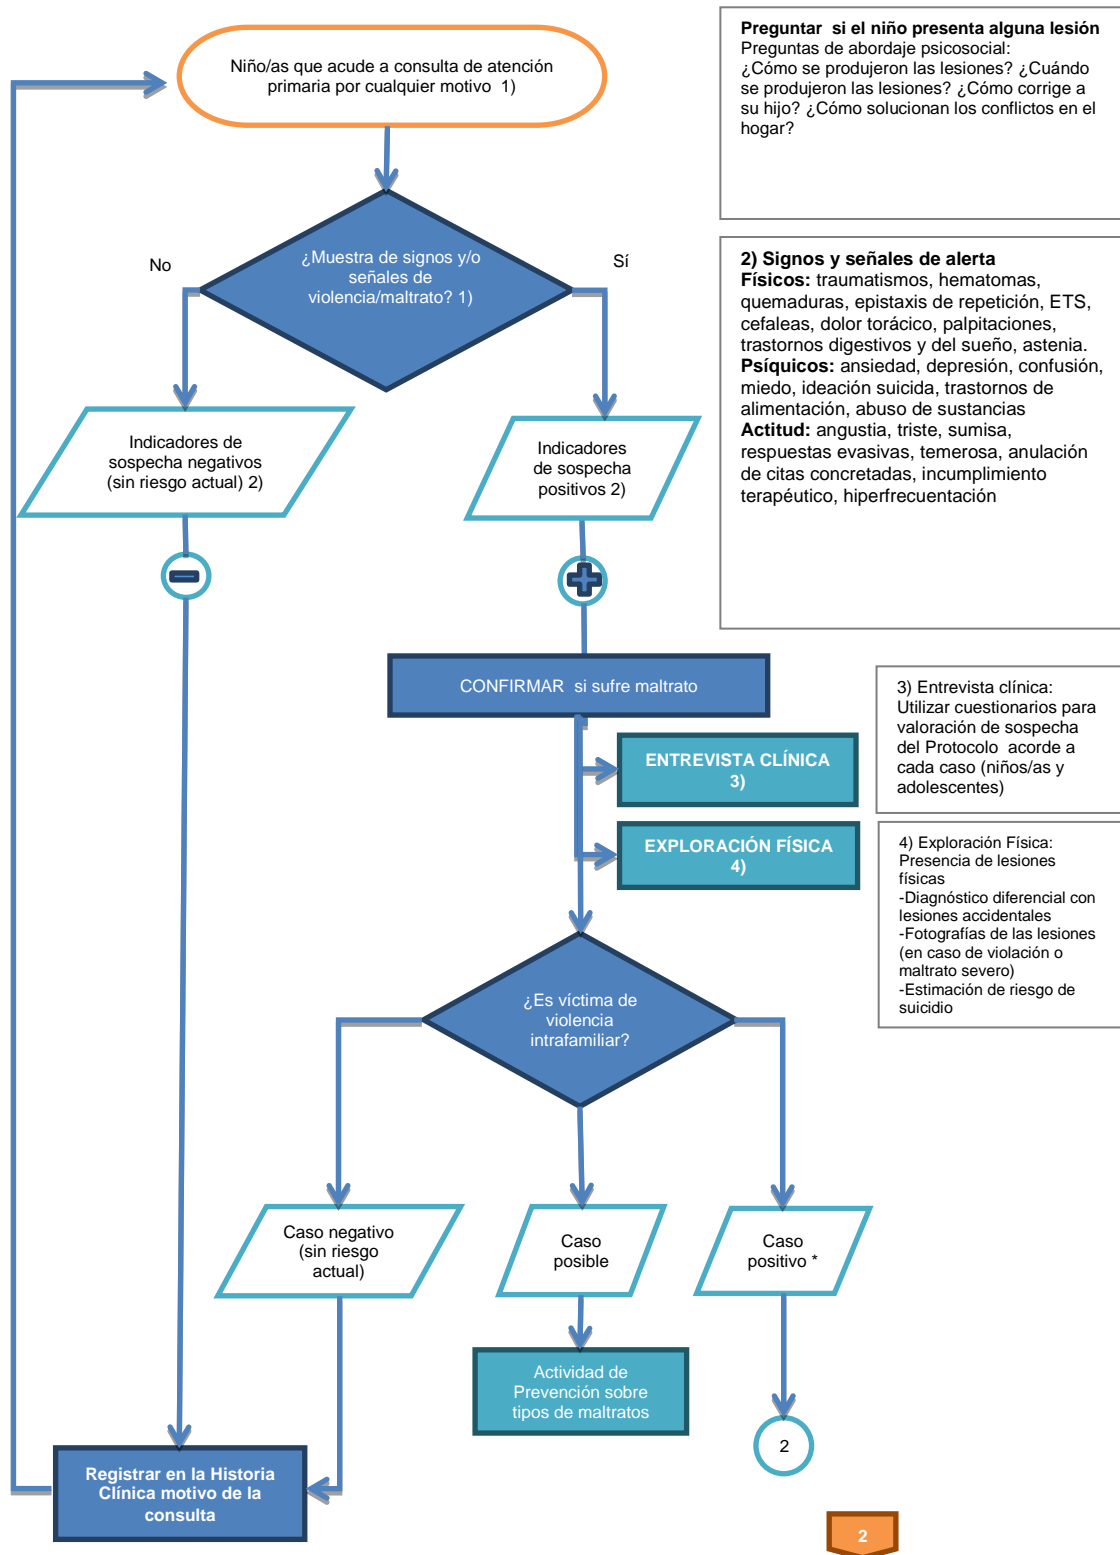 Niño/as que acude a consulta de atención
primaria por cualquier motivo  1)
Preguntar  si el niño presenta alguna lesión
Preguntas de abordaje psicosocial:
¿Cómo se produjeron las lesiones? ¿Cuándo
se produjeron las lesiones? ¿Cómo corrige a
su hijo? ¿Cómo solucionan los conflictos en el
hogar?
¿Muestra de signos y/o
señales de
violencia/maltrato? 1)
No
Sí
2) Signos y señales de alerta
Físicos: traumatismos, hematomas,
quemaduras, epistaxis de repetición, ETS,
cefaleas, dolor torácico, palpitaciones,
trastornos digestivos y del sueño, astenia.
Psíquicos: ansiedad, depresión, confusión,
miedo, ideación suicida, trastornos de
alimentación, abuso de sustancias
Actitud: angustia, triste, sumisa,
respuestas evasivas, temerosa, anulación
de citas concretadas, incumplimiento
terapéutico, hiperfrecuentación
Indicadores de
sospecha negativos
(sin riesgo actual) 2)
Indicadores
de sospecha
positivos 2)
CONFIRMAR  si sufre maltrato
ENTREVISTA CLÍNICA
3)
3) Entrevista clínica:
Utilizar cuestionarios para
valoración de sospecha
del Protocolo  acorde a
cada caso (niños/as y
adolescentes)
EXPLORACIÓN FÍSICA
4)
4) Exploración Física:
Presencia de lesiones
físicas
-Diagnóstico diferencial con
lesiones accidentales
-Fotografías de las lesiones
(en caso de violación o
maltrato severo)
-Estimación de riesgo de
suicidio
¿Es víctima de
violencia
intrafamiliar?
Caso negativo
(sin riesgo
actual)
Caso
posible
Caso
positivo *
Actividad de
Prevención sobre
tipos de maltratos
2
Registrar en la Historia
Clínica motivo de la
consulta
2